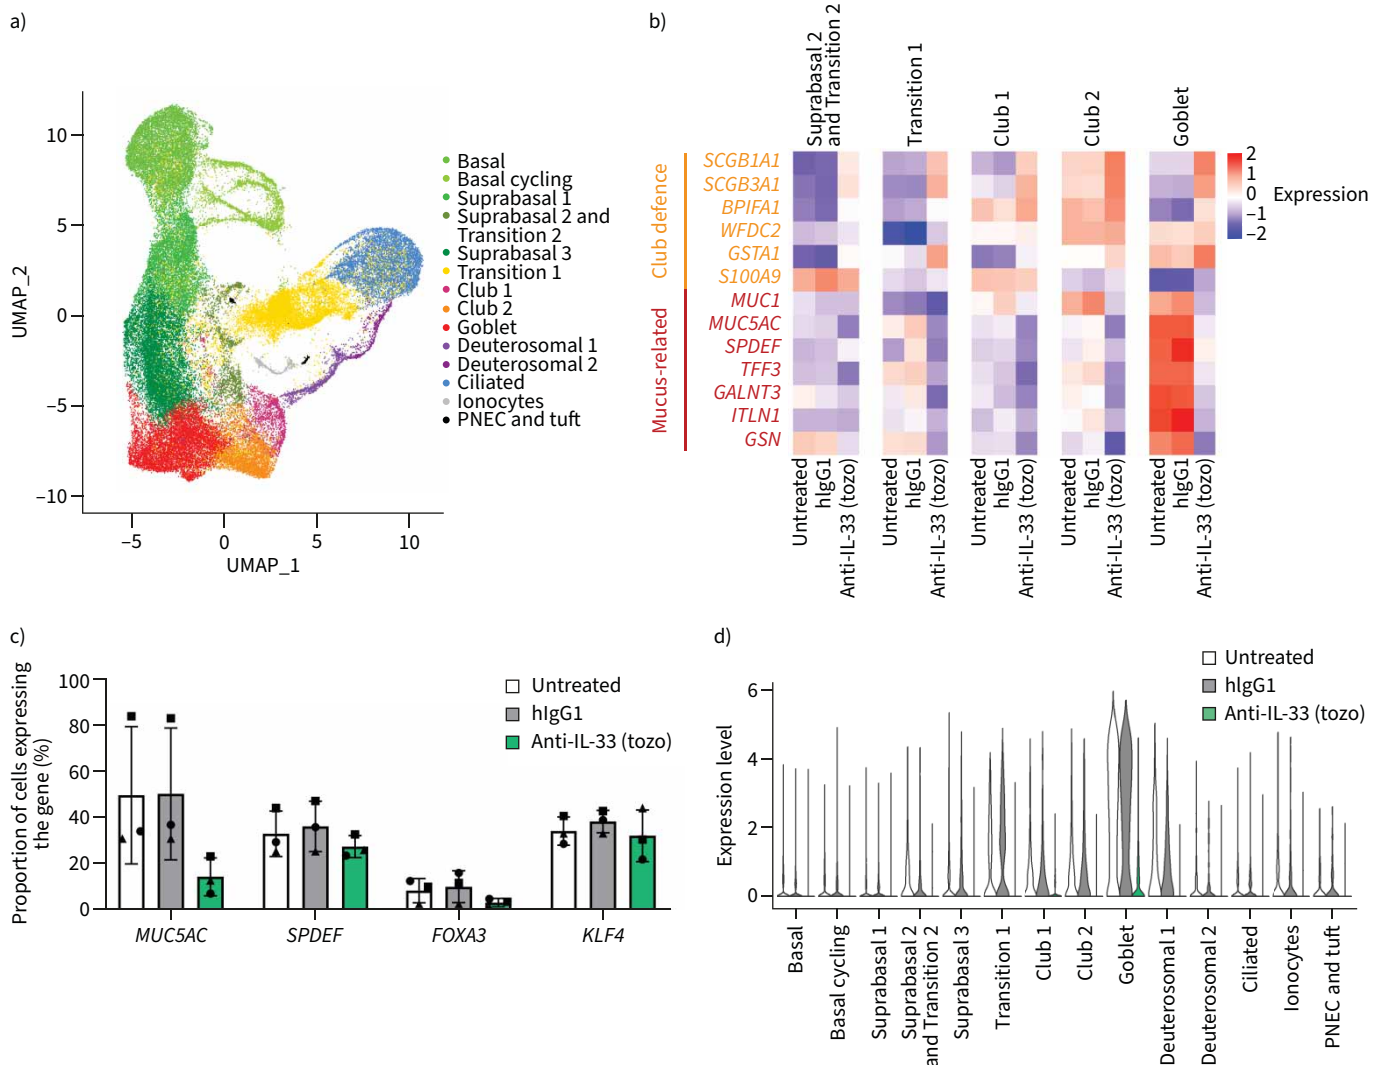 a)
UMAP_2
10
5
0
−5
−10
−5
0
5
10
UMAP_1
Basal
Basal cycling
Suprabasal 1
Suprabasal 2 and
Transition 2
Suprabasal 3
Transition 1
Club 1
Club 2
Goblet
Deuterosomal 1
Deuterosomal 2
Ciliated
Ionocytes
PNEC and tuft
b)
Suprabasal 2
and Transition 2
Transition 1
Club 1
Club 2
Goblet
Club defence
SCGB1A1
SCGB3A1
BPIFA1
WFDC2
GSTA1
S100A9
Mucus-related
MUC1
MUC5AC
SPDEF
TFF3
GALNT3
ITLN1
GSN
2
1
0
−1
−2
Expression
Untreated
hIgG1
Anti-IL-33 (tozo)
Untreated
hIgG1
Anti-IL-33 (tozo)
Untreated
hIgG1
Anti-IL-33 (tozo)
Untreated
hIgG1
Anti-IL-33 (tozo)
Untreated
hIgG1
Anti-IL-33 (tozo)
c)
Proportion of cells expressing
the gene (%)
100
80
60
40
20
0
Untreated
hIgG1
Anti-IL-33 (tozo)
MUC5AC
SPDEF
FOXA3
KLF4
d)
Expression level
6
4
2
0
Untreated
hIgG1
Anti-IL-33 (tozo)
Basal
Basal cycling
Suprabasal 1
Suprabasal 2
and Transition 2
Suprabasal 3
Transition 1
Club 1
Club 2
Goblet
Deuterosomal 1
Deuterosomal 2
Ciliated
Ionocytes
PNEC and tuft